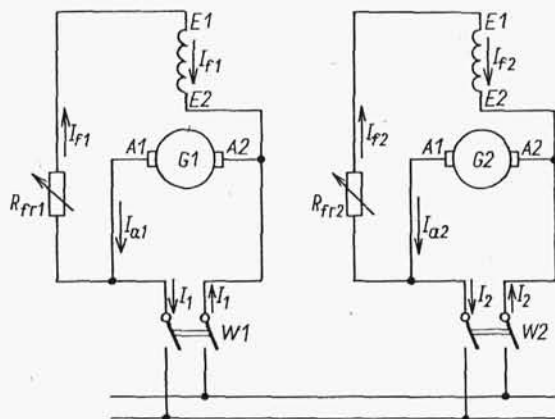 E1
I_f1
E2
I_f1
A1
G1
A2
R_fr1
I_a1
I_1
I_1
W1
E1
I_f2
E2
I_f2
A1
G2
A2
R_fr2
I_a2
I_2
I_2
W2